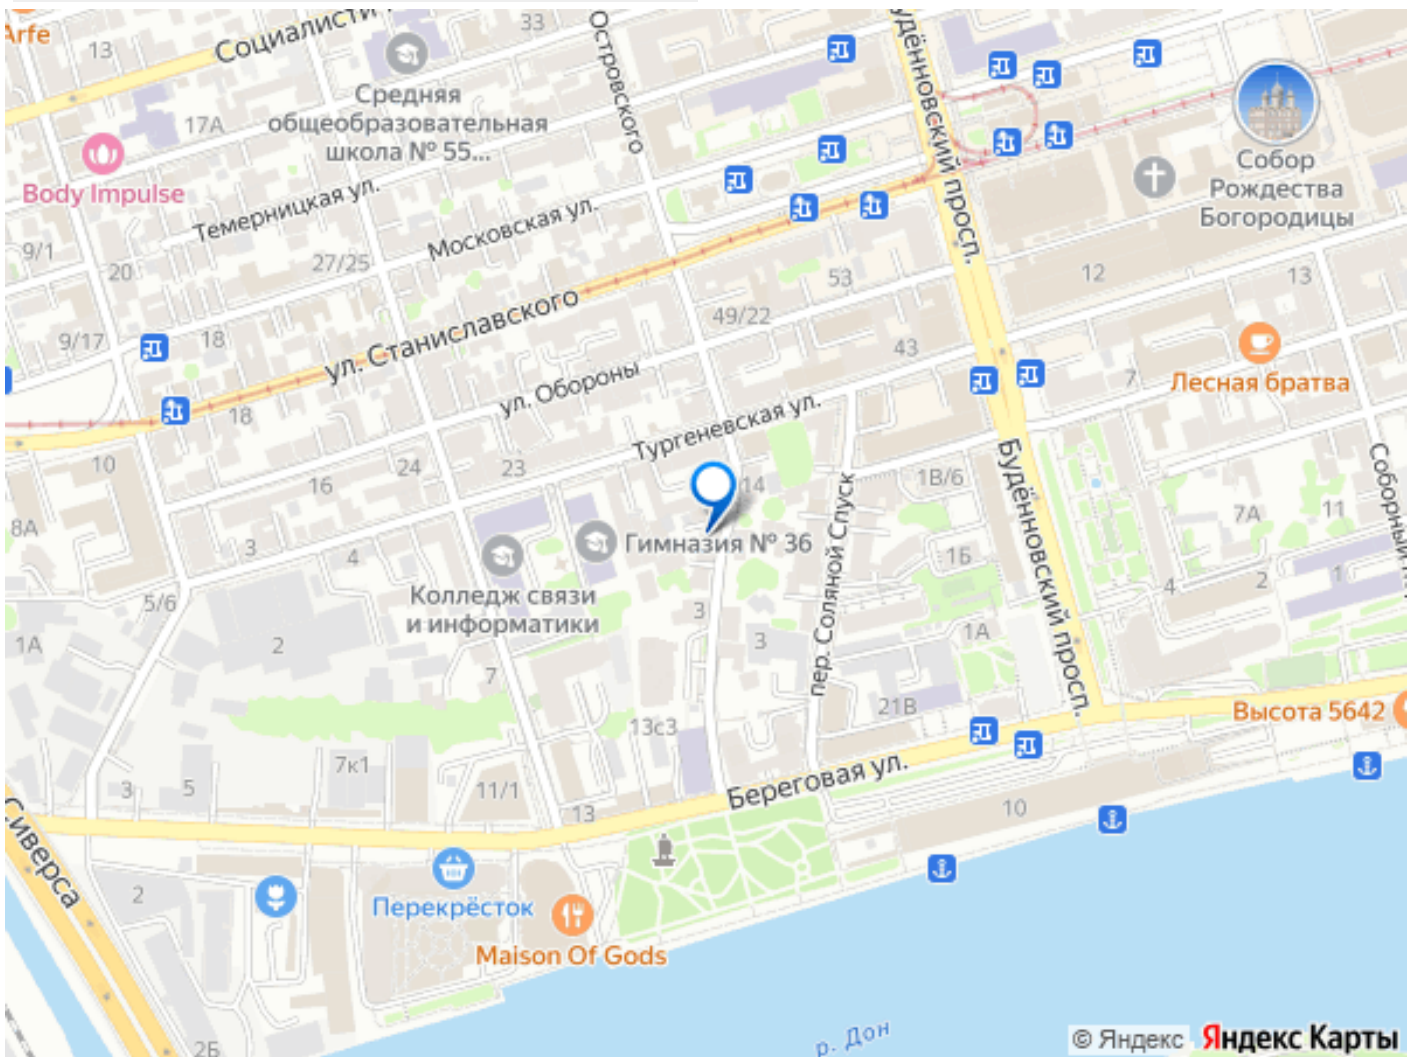 Arfe
13
Социалисти
33
Островского
Будённовский просп.
Средняя
общеобразовательная
школа № 55...
17А
Body Impulse
Собор
Рождества
Богородицы
Темерницкая ул.
Московская ул.
9/1
20
27/25
53
12
13
49/22
9/17
18
ул. Станиславского
43
7
Лесная братва
ул. Обороны
18
Тургеневская ул.
10
24
23
16
14
1В/6
Будённовский просп.
Соборный
8А
7А
11
3
4
Гимназия № 36
пер. Соляной Спуск
1Б
Колледж связи
и информатики
5/6
3
4
2
1
1А
2
3
1А
7
21В
Высота 5642
13с3
7к1
Береговая ул.
3
5
11/1
13
10
Сиверса
2
Перекрёсток
Maison Of Gods
2Б
р. Дон
© Яндекс Яндекс Карты